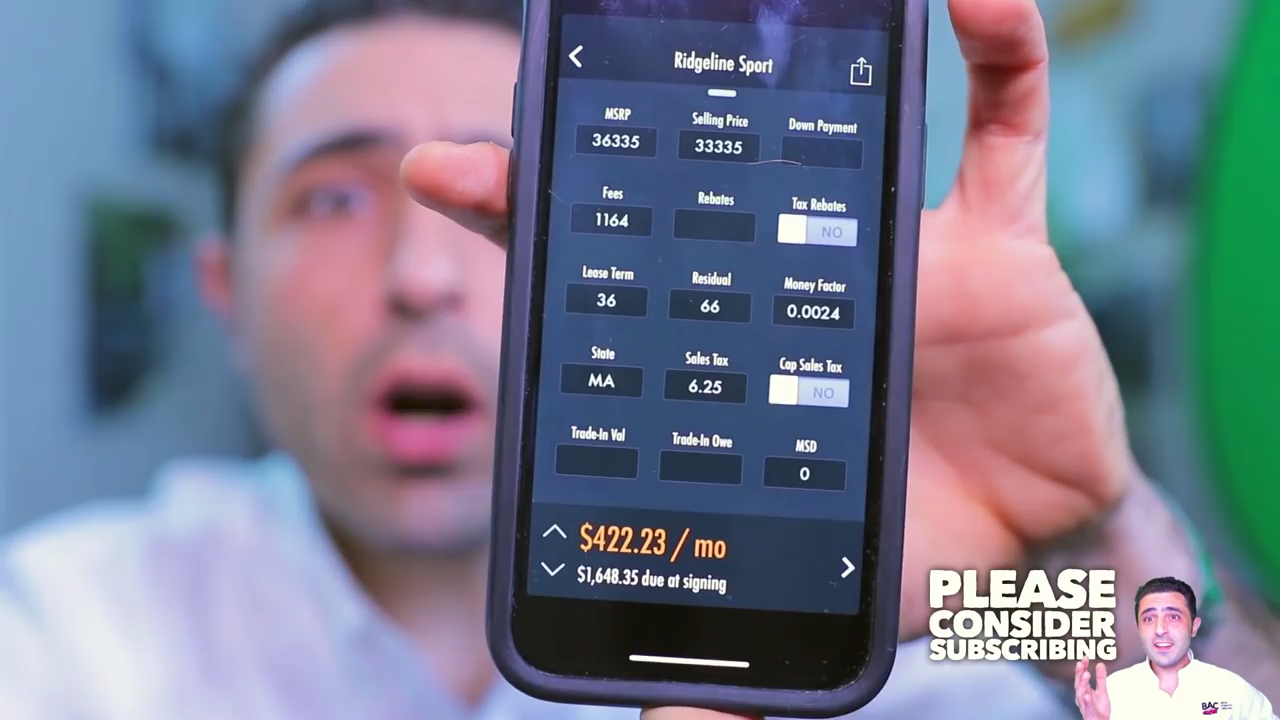 Ridgeline Sport
MSRP Selling Price Down Payment
36335 33335
Fees Rebates Tax Rebates
1164 NO
Lease Term Residual Money Factor
36 66 0.0024
State Sales Tax Cap Sales Tax
MA 6.25 NO
Trade-In Val Trade-In Owe MSD
0
$422.23 / mo
$1,648.35 due at signing
PLEASE
CONSIDER
SUBSCRIBING
BAC